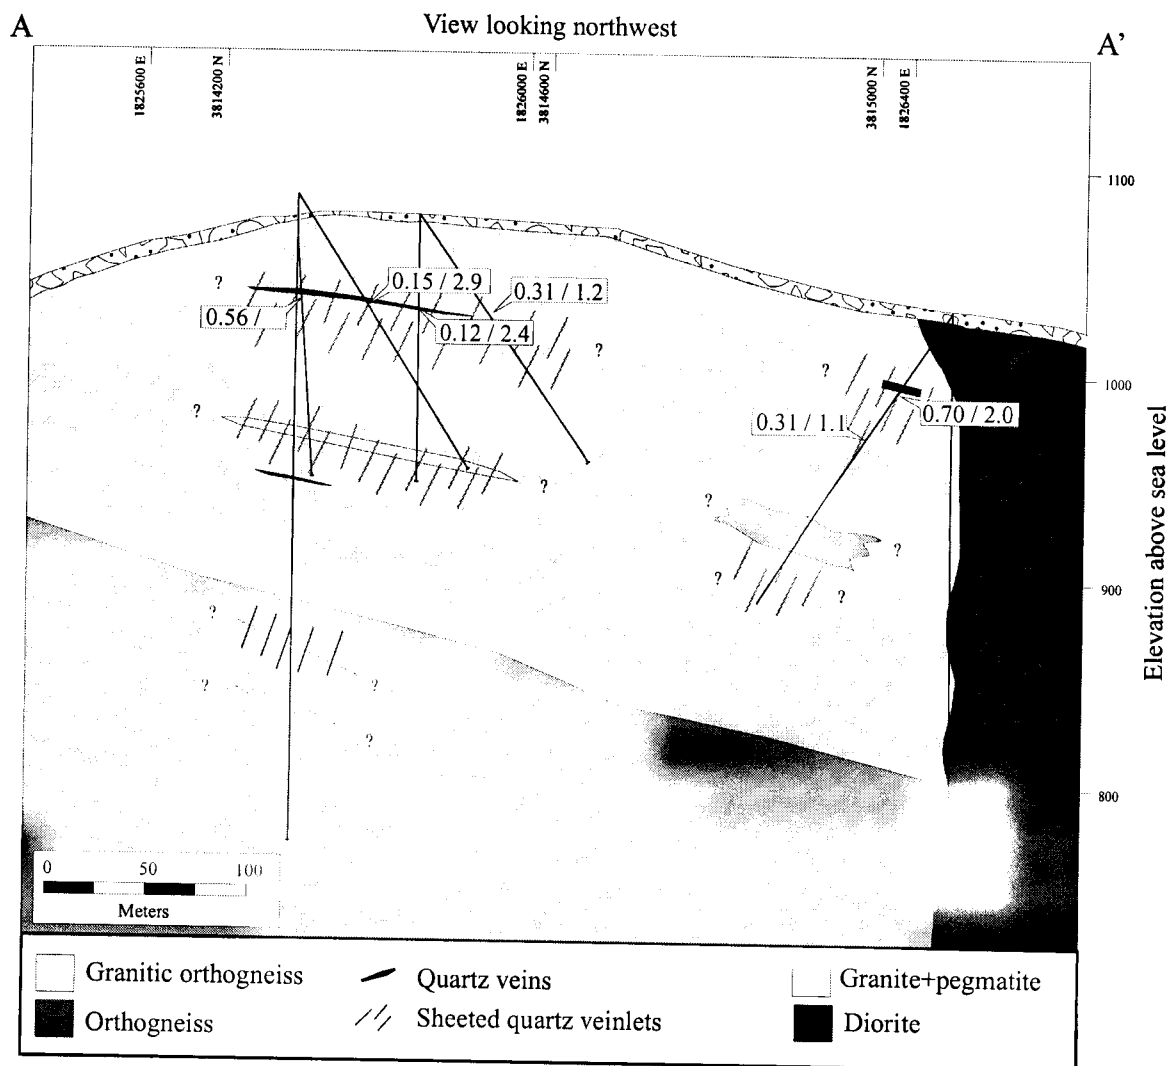 A
View looking northwest
A'
1825600 E
3814200 N
1826000 E
3814600 N
3815000 N
1826400 E
1100
?
0.15 / 2.9
0.31 / 1.2
0.56 /
0.12 / 2.4
?
?
1000
0.70 / 2.0
0.31 / 1.1
?
?
?
?
?
?
900
?
?
?
?
800
Elevation above sea level
0 50 100
Meters
Granitic orthogneiss
Quartz veins
Granite+pegmatite
Orthogneiss
Sheeted quartz veinlets
Diorite